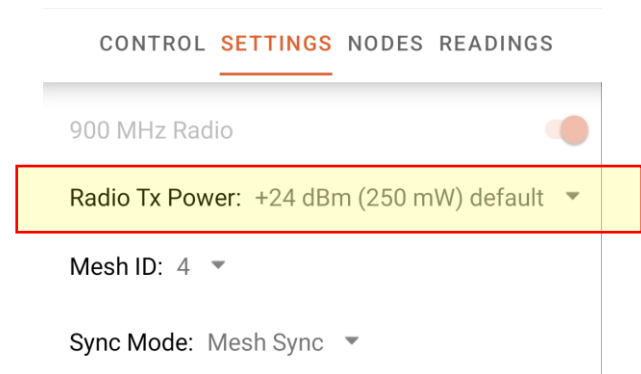 CONTROL SETTINGS NODES READINGS
900 MHz Radio
Radio Tx Power: +24 dBm (250 mW) default
Mesh ID: 4
Sync Mode: Mesh Sync